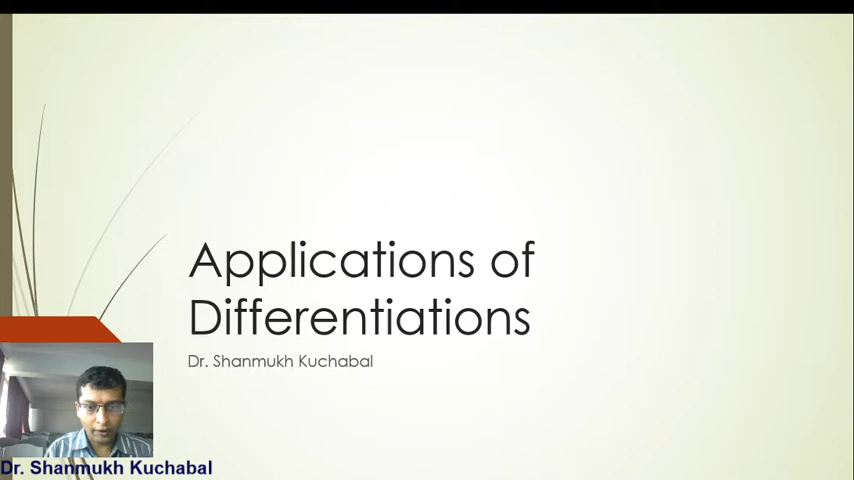 Applications of
Differentiations
Dr. Shanmukh Kuchabal
Dr. Shanmukh Kuchabal